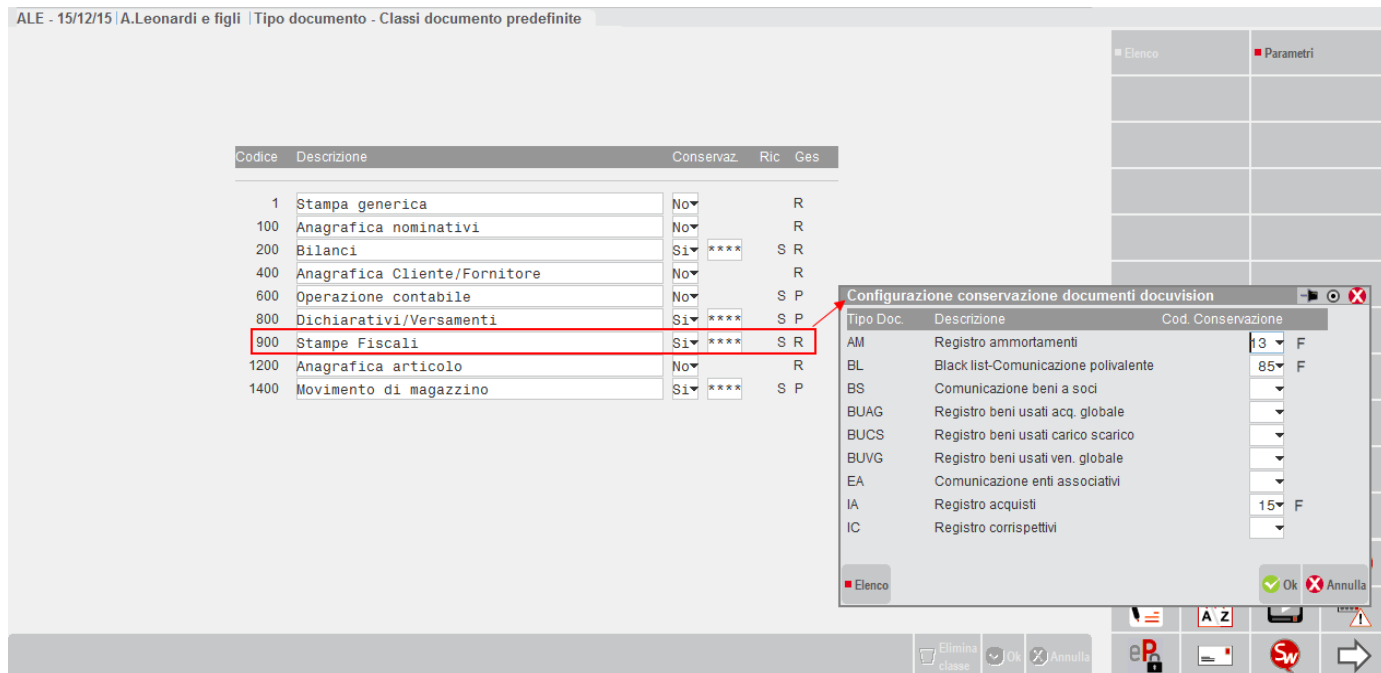 ALE - 15/12/15 | A.Leonardi e figli | Tipo documento - Classi documento predefinite
Elenco Parametri
Codice Descrizione Conservaz. Ric Ges
1 Stampa generica No R
100 Anagrafica nominativi No R
200 Bilanci Si **** S R
400 Anagrafica Cliente/Fornitore No R
600 Operazione contabile No S P
800 Dichiarativi/Versamenti Si **** S P
900 Stampe Fiscali Si **** S R
1200 Anagrafica articolo No R
1400 Movimento di magazzino Si **** S P
Configurazione conservazione documenti docuvision
Tipo Doc. Descrizione Cod. Conservazione
AM Registro ammortamenti 13 F
BL Black list-Comunicazione polivalente 85 F
BS Comunicazione beni a soci
BUAG Registro beni usati acq. globale
BUCS Registro beni usati carico scarico
BUVG Registro beni usati ven. globale
EA Comunicazione enti associativi
IA Registro acquisti 15 F
IC Registro corrispettivi
Elenco Ok Annulla
A Z
Elimina classe Ok Annulla
eP Sw